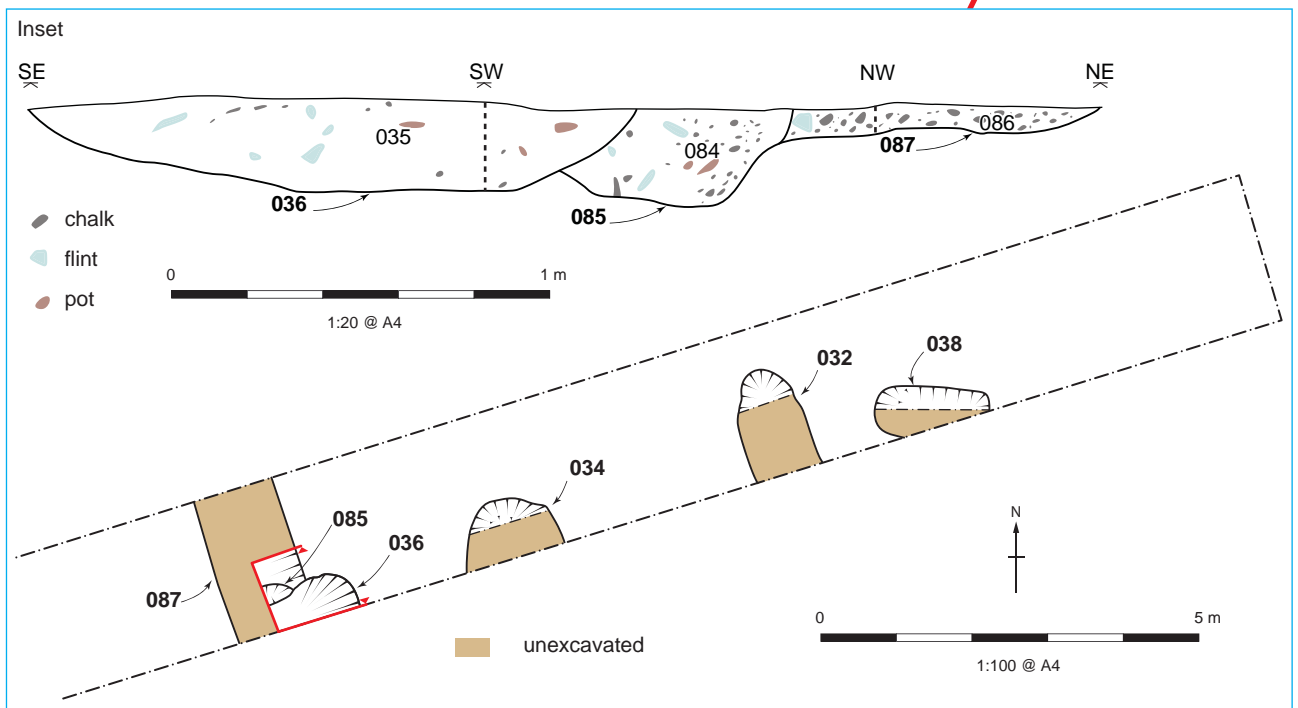 Inset
SE SW NW NE
035
084
086
087
036
085
chalk
flint
pot
0 1 m
1:20 @ A4
032
038
034
085
036
087
N
unexcavated
0 5 m
1:100 @ A4